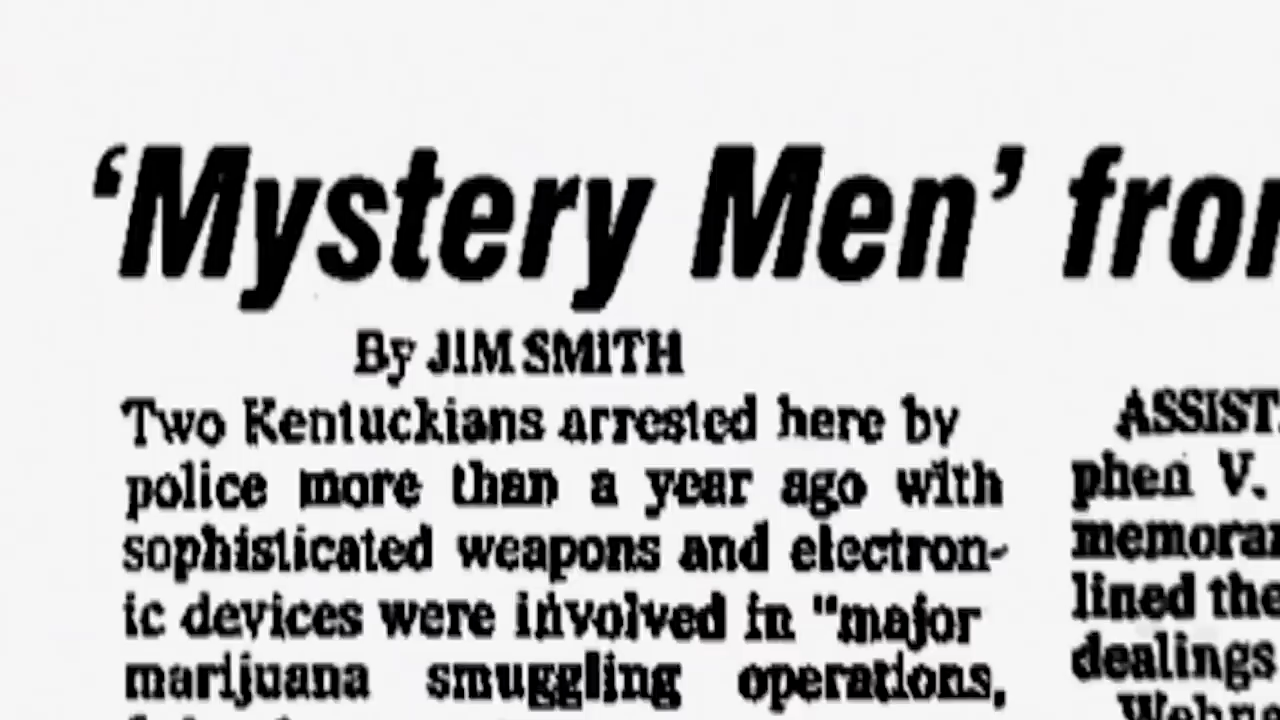 ‘Mystery Men’ fro
By JIM SMITH
Two Kentuckians arrested here by
police more than a year ago with
sophisticated weapons and electron-
ic devices were involved in "major
marijuana smuggling operations,
ASSIST
phen V.
memora
lined the
dealings